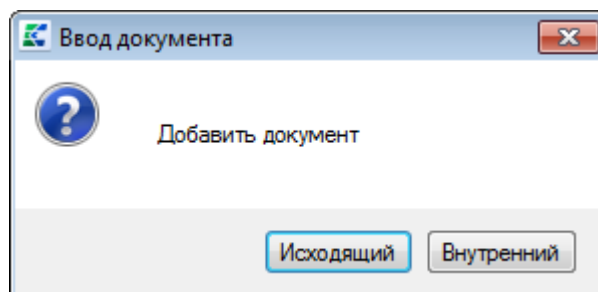 Ввод документа
Добавить документ
Исходящий Внутренний